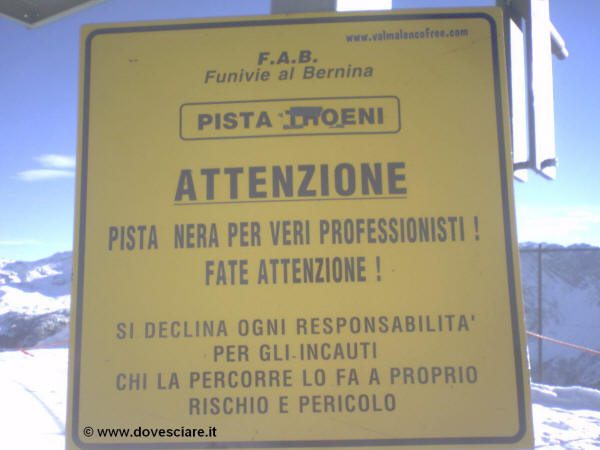 www.valmalencofree.com
F.A.B.
Funivie al Bernina
PISTA THOENI
ATTENZIONE
PISTA NERA PER VERI PROFESSIONISTI !
FATE ATTENZIONE !
SI DECLINA OGNI RESPONSABILITA'
PER GLI INCAUTI
CHI LA PERCORRE LO FA A PROPRIO
RISCHIO E PERICOLO
© www.dovesciare.it